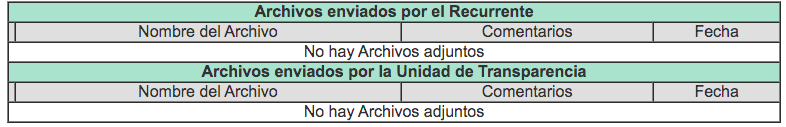 Archivos enviados por el Recurrente
Nombre del Archivo Comentarios Fecha
No hay Archivos adjuntos
Archivos enviados por la Unidad de Transparencia
Nombre del Archivo Comentarios Fecha
No hay Archivos adjuntos